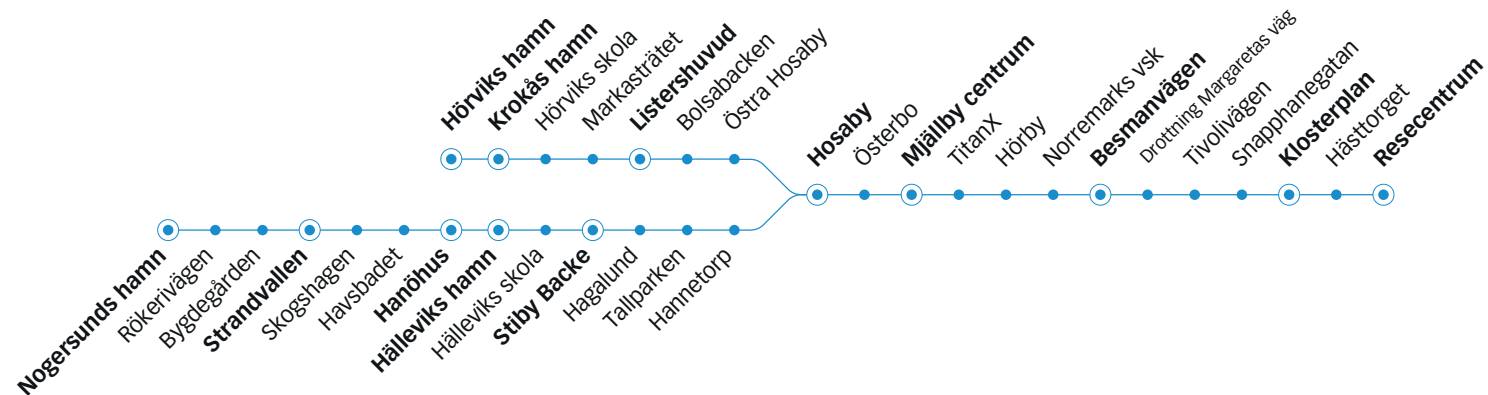 Hörviks hamn
Krokås hamn
Hörviks skola
Markasträtet
Listershuvud
Bolsabacken
Östra Hosaby
Hosaby
Österbo
Mjällby centrum
TitanX
Hörby
Norremarks vsk
Besmanvägen
Drottning Margaretas väg
Tivolivägen
Snapphanegatan
Klosterplan
Hästtorget
Resecentrum
Nogersunds hamn
Rökerivägen
Bygdegården
Strandvallen
Skogshagen
Havsbadet
Hanöhus
Hälleviks hamn
Hälleviks skola
Stiby Backe
Hagalund
Tallparken
Hannetorp